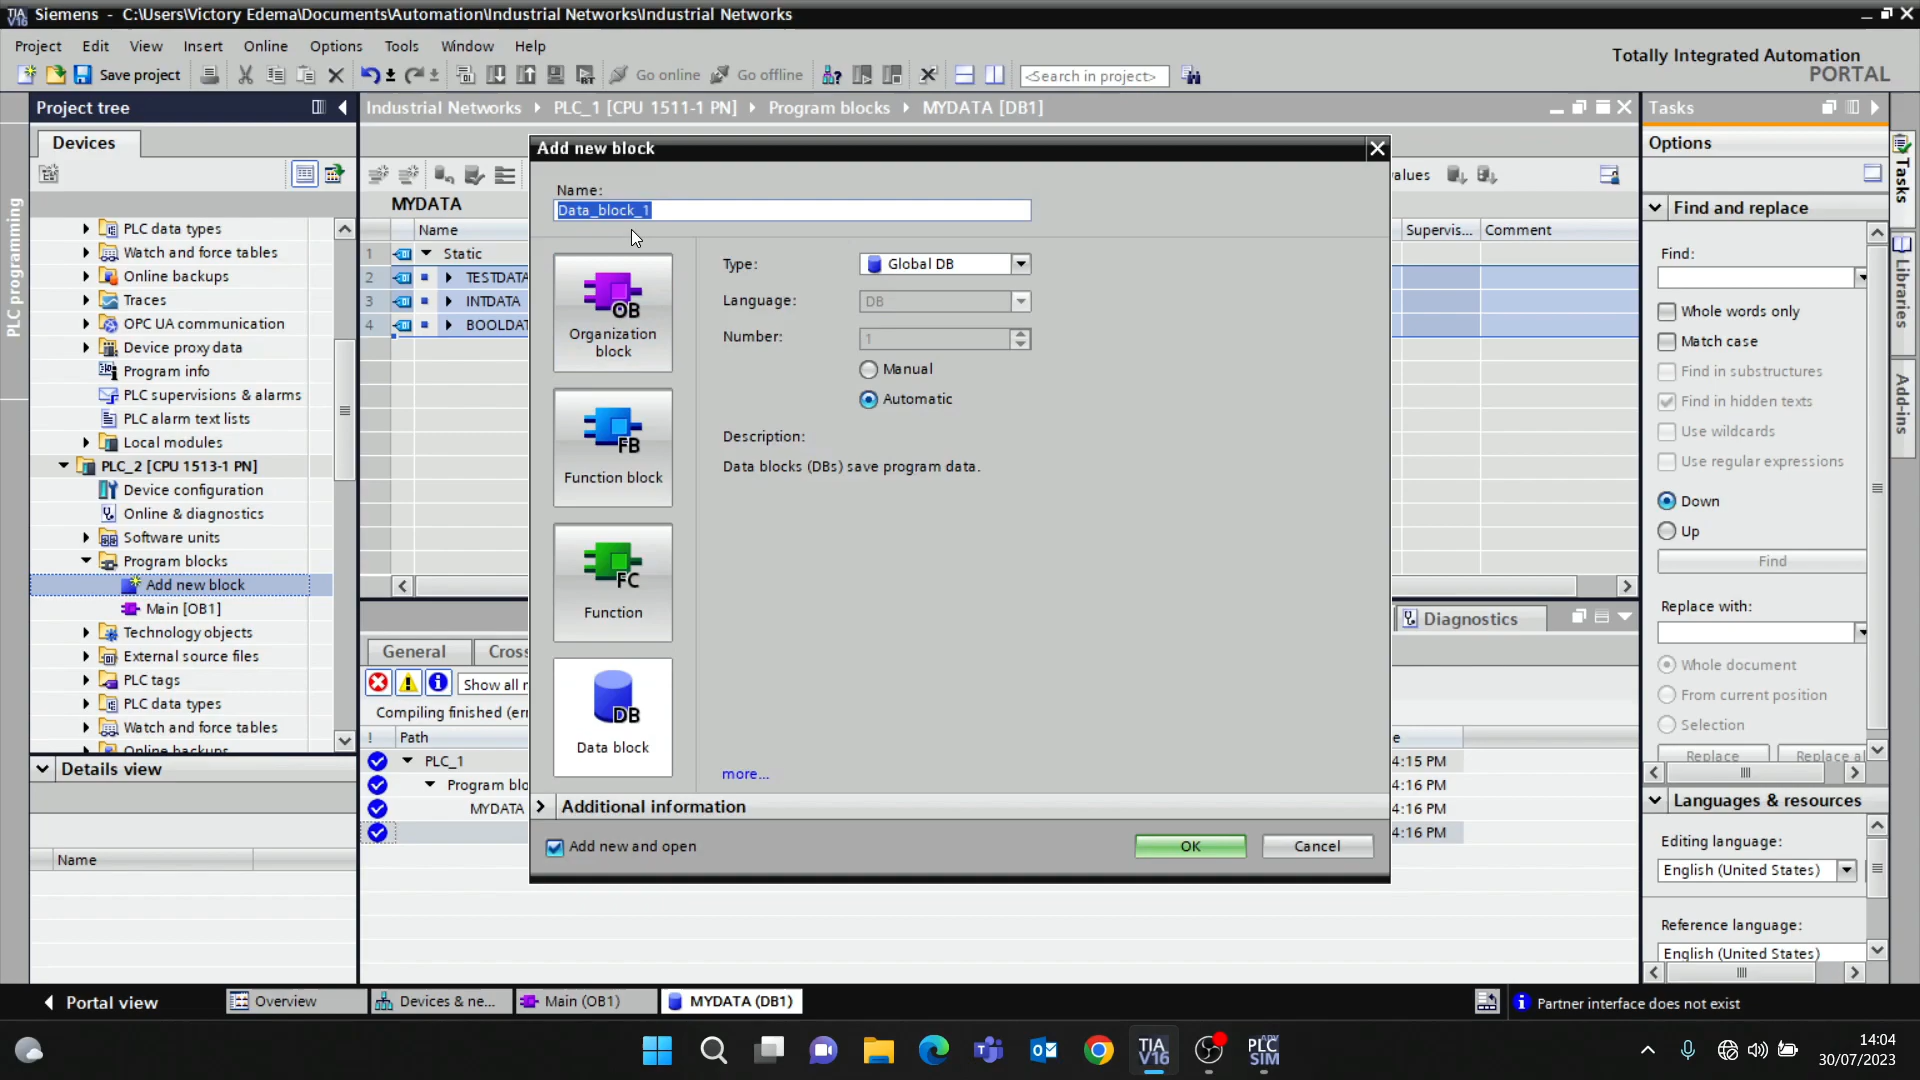 TIA V16 Siemens - C:\Users\Victory Edema\Documents\Automation\Industrial Networks\Industrial Networks
Project Edit View Insert Online Options Tools Window Help
Totally Integrated Automation
PORTAL
Save project
Go online
Go offline
<Search in project>
Project tree
Industrial Networks PLC_1 [CPU 1511-1 PN] Program blocks MYDATA [DB1]
Tasks
Devices
Options
PLC programming
Tasks
Libraries
Add-ins
PLC data types
Watch and force tables
Online backups
Traces
OPC UA communication
Device proxy data
Program info
PLC supervisions & alarms
PLC alarm text lists
Local modules
PLC_2 [CPU 1513-1 PN]
Device configuration
Online & diagnostics
Software units
Program blocks
Add new block
Main [OB1]
Technology objects
External source files
PLC tags
PLC data types
Watch and force tables
Online backups
Details view
Name
MYDATA
Name
1 Static
2 TESTDATA
3 INTDATA
4 BOOLDAT
alues
Supervis... Comment
Add new block
Name:
Data_block_1
OB
Organization block
FB
Function block
FC
Function
DB
Data block
Type: Global DB
Language: DB
Number: 1
Manual
Automatic
Description:
Data blocks (DBs) save program data.
more...
Additional information
Add new and open
OK
Cancel
Diagnostics
General Cross
Show all
Compiling finished (err
! Path
e
PLC_1
4:15 PM
Program blo
4:16 PM
MYDATA
4:16 PM
4:16 PM
Find and replace
Find:
Whole words only
Match case
Find in substructures
Find in hidden texts
Use wildcards
Use regular expressions
Down
Up
Find
Replace with:
Whole document
From current position
Selection
Replace Replace al
Languages & resources
Editing language:
English (United States)
Reference language:
English (United States)
Portal view
Overview
Devices & ne...
Main (OB1)
MYDATA (DB1)
Partner interface does not exist
TIA V16
ADV PLC SIM
14:04
30/07/2023